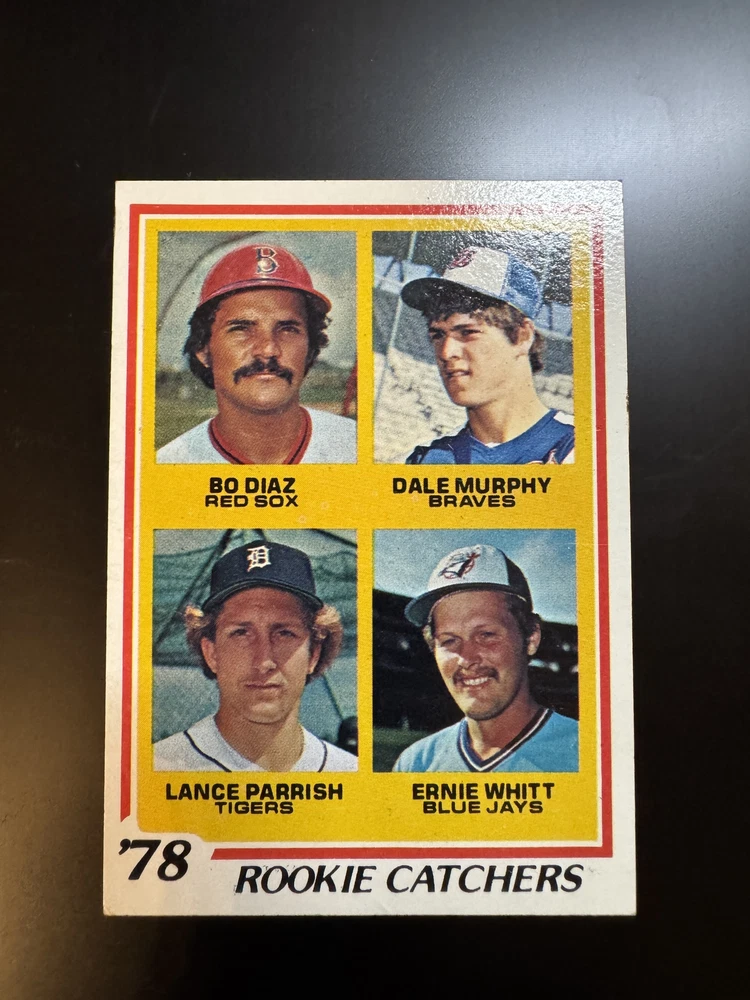 B
BO DIAZ
RED SOX
DALE MURPHY
BRAVES
D
LANCE PARRISH
TIGERS
ERNIE WHITT
BLUE JAYS
'78
ROOKIE CATCHERS